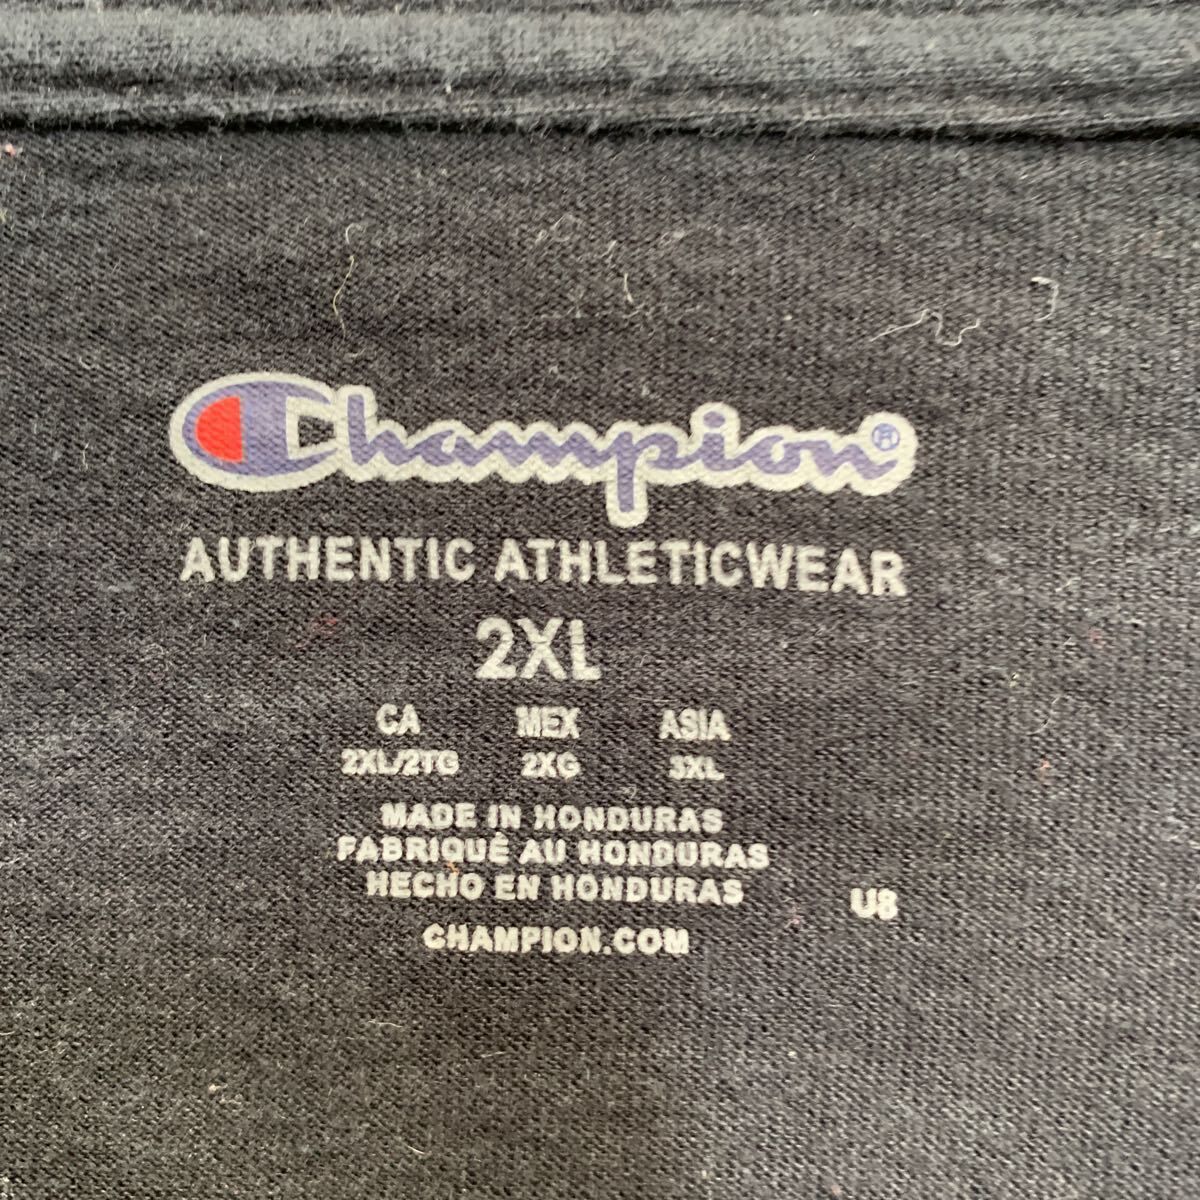 Champion®
AUTHENTIC ATHLETICWEAR
2XL
CA MEX ASIA
2XL/2TG 2XG 3XL
MADE IN HONDURAS
FABRIQUÉ AU HONDURAS
HECHO EN HONDURAS
U8
CHAMPION.COM